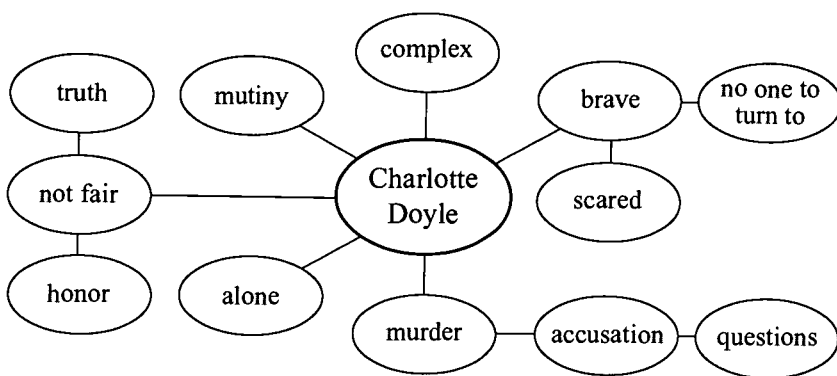 complex
truth
mutiny
brave
no one to
turn to
Charlotte
Doyle
not fair
scared
honor
alone
murder
accusation
questions